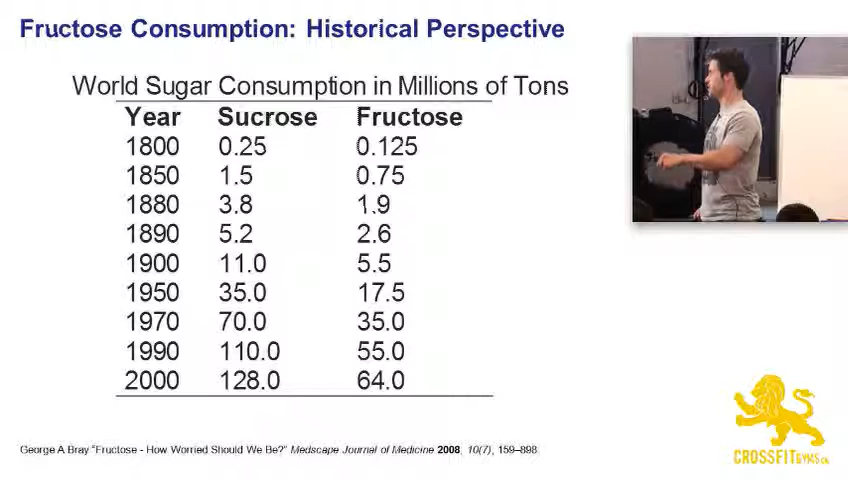 Fructose Consumption: Historical Perspective
World Sugar Consumption in Millions of Tons
Year Sucrose Fructose
1800 0.25 0.125
1850 1.5 0.75
1880 3.8 1.9
1890 5.2 2.6
1900 11.0 5.5
1950 35.0 17.5
1970 70.0 35.0
1990 110.0 55.0
2000 128.0 64.0
George A Bray “Fructose - How Worried Should We Be?” Medscape Journal of Medicine 2008, 10(7), 159–898.
CROSSFITGYMS.CA